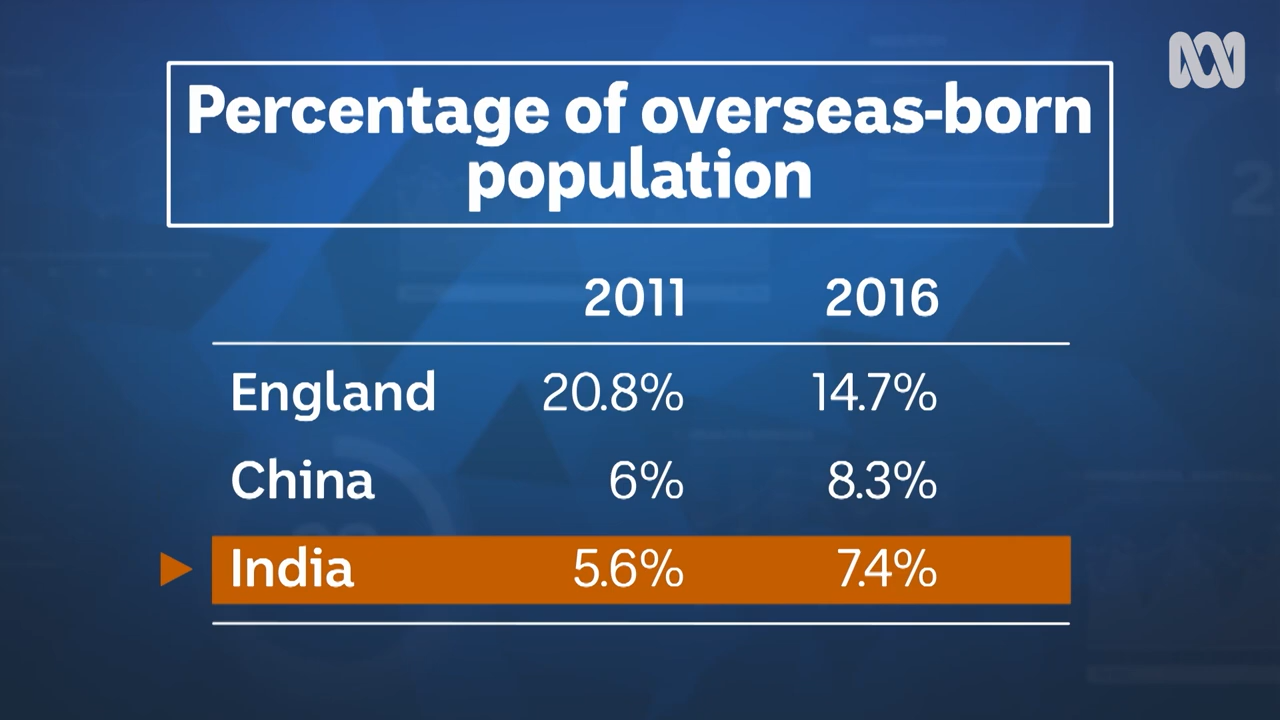 Percentage of overseas-born
population
2011 2016
England 20.8% 14.7%
China 6% 8.3%
India 5.6% 7.4%